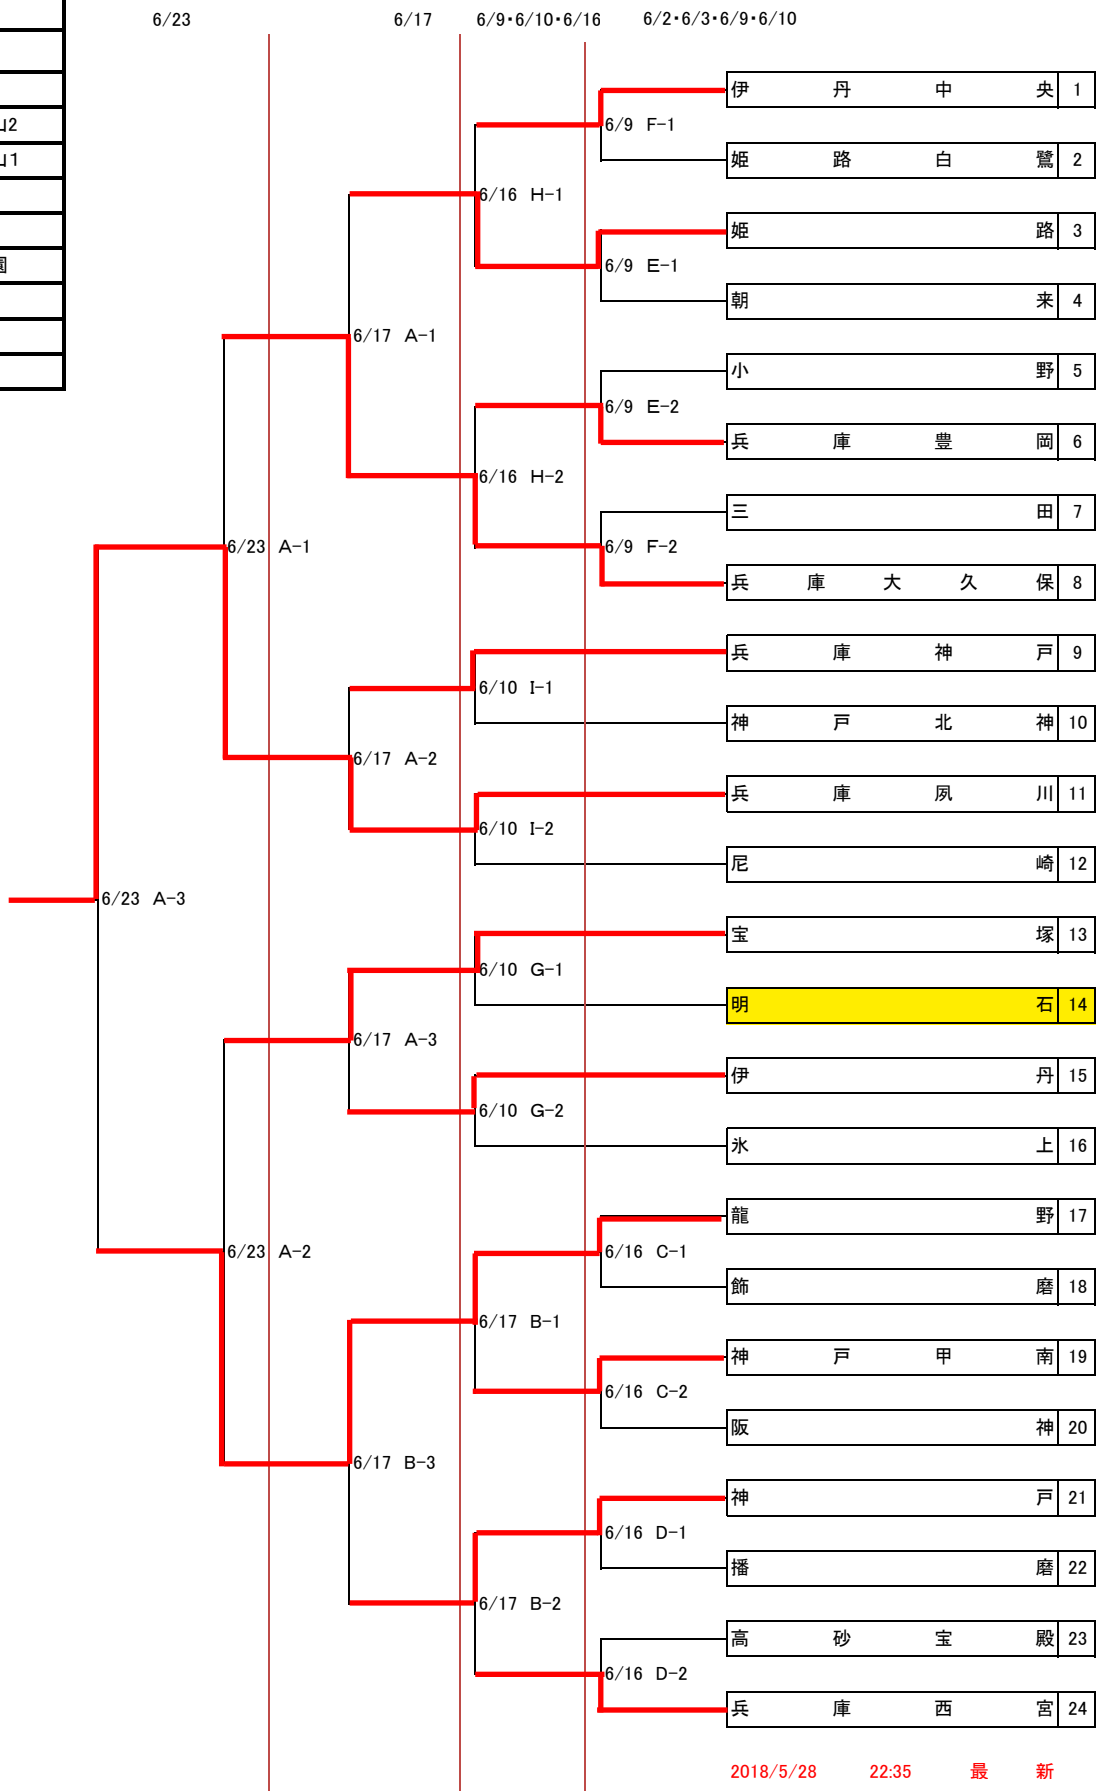 6/23 6/17 6/9・6/10・6/16 6/2・6/3・6/9・6/10
伊丹中央 1
6/9 F-1
姫路白鷺 2
6/16 H-1
姫路 3
6/9 E-1
朝来 4
6/17 A-1
小野 5
6/9 E-2
兵庫豊岡 6
6/16 H-2
三田 7
6/23 A-1
6/9 F-2
兵庫大久保 8
兵庫神戸 9
6/10 I-1
神戸北神 10
6/17 A-2
兵庫夙川 11
6/10 I-2
尼崎 12
6/23 A-3
宝塚 13
6/10 G-1
明石 14
6/17 A-3
伊丹 15
6/10 G-2
氷上 16
龍野 17
6/23 A-2
6/16 C-1
飾磨 18
6/17 B-1
神戸甲南 19
6/16 C-2
阪神 20
6/17 B-3
神戸 21
6/16 D-1
播磨 22
6/17 B-2
高砂宝殿 23
6/16 D-2
兵庫西宮 24
2018/5/28 22:35 最新